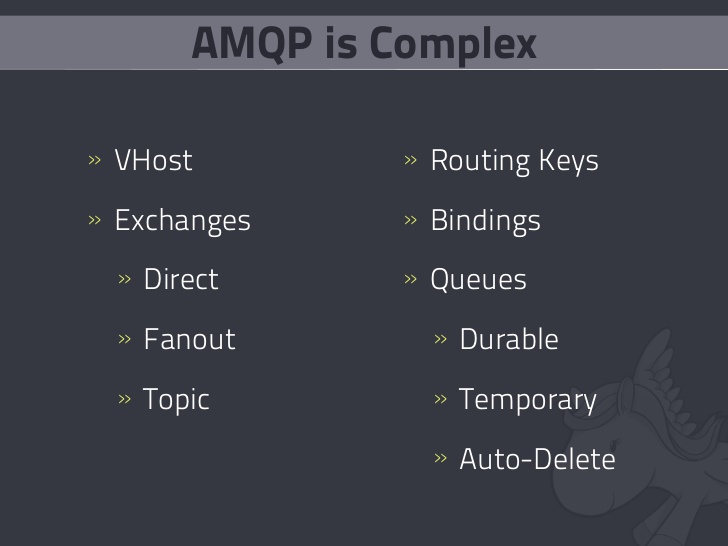 AMQP is Complex
» VHost
» Exchanges
» Direct
» Fanout
» Topic
» Routing Keys
» Bindings
» Queues
» Durable
» Temporary
» Auto-Delete